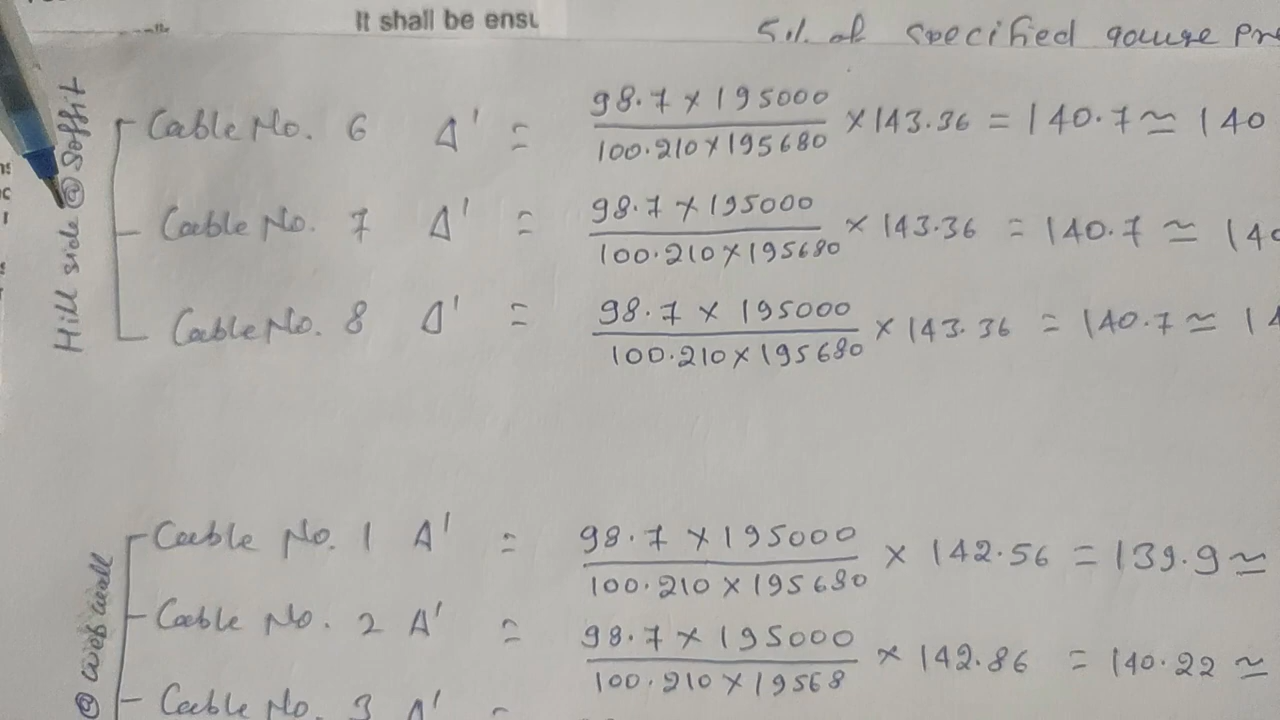 It shall be ensu
5% of specified gauge pre
Hill side @ Soffit
Cable No. 6 Δ' = 98.7 × 195000 / 100.210 × 195680 × 143.36 = 140.7 ≃ 140
Cable No. 7 Δ' = 98.7 × 195000 / 100.210 × 195680 × 143.36 = 140.7 ≃ 140
Cable No. 8 Δ' = 98.7 × 195000 / 100.210 × 195680 × 143.36 = 140.7 ≃ 14
@ web wall
Cable No. 1 Δ' = 98.7 × 195000 / 100.210 × 195680 × 142.56 = 139.9 ≃
Cable No. 2 Δ' = 98.7 × 195000 / 100.210 × 19568 × 142.86 = 140.22 ≃
Cable No. 3 Δ' =